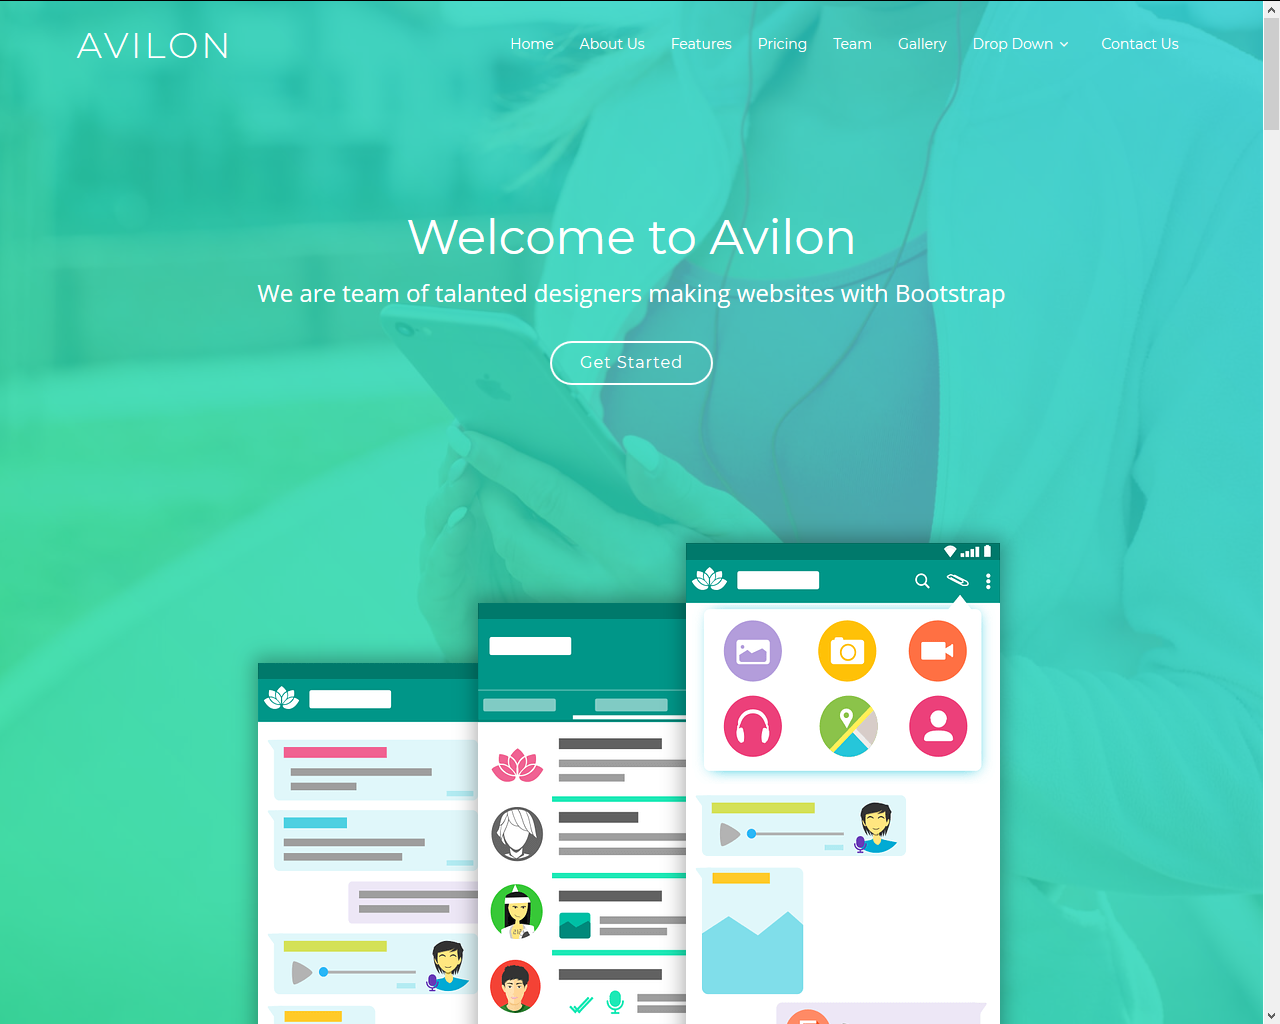 AVILON
Home About Us Features Pricing Team Gallery Drop Down Contact Us
Welcome to Avilon
We are team of talanted designers making websites with Bootstrap
Get Started